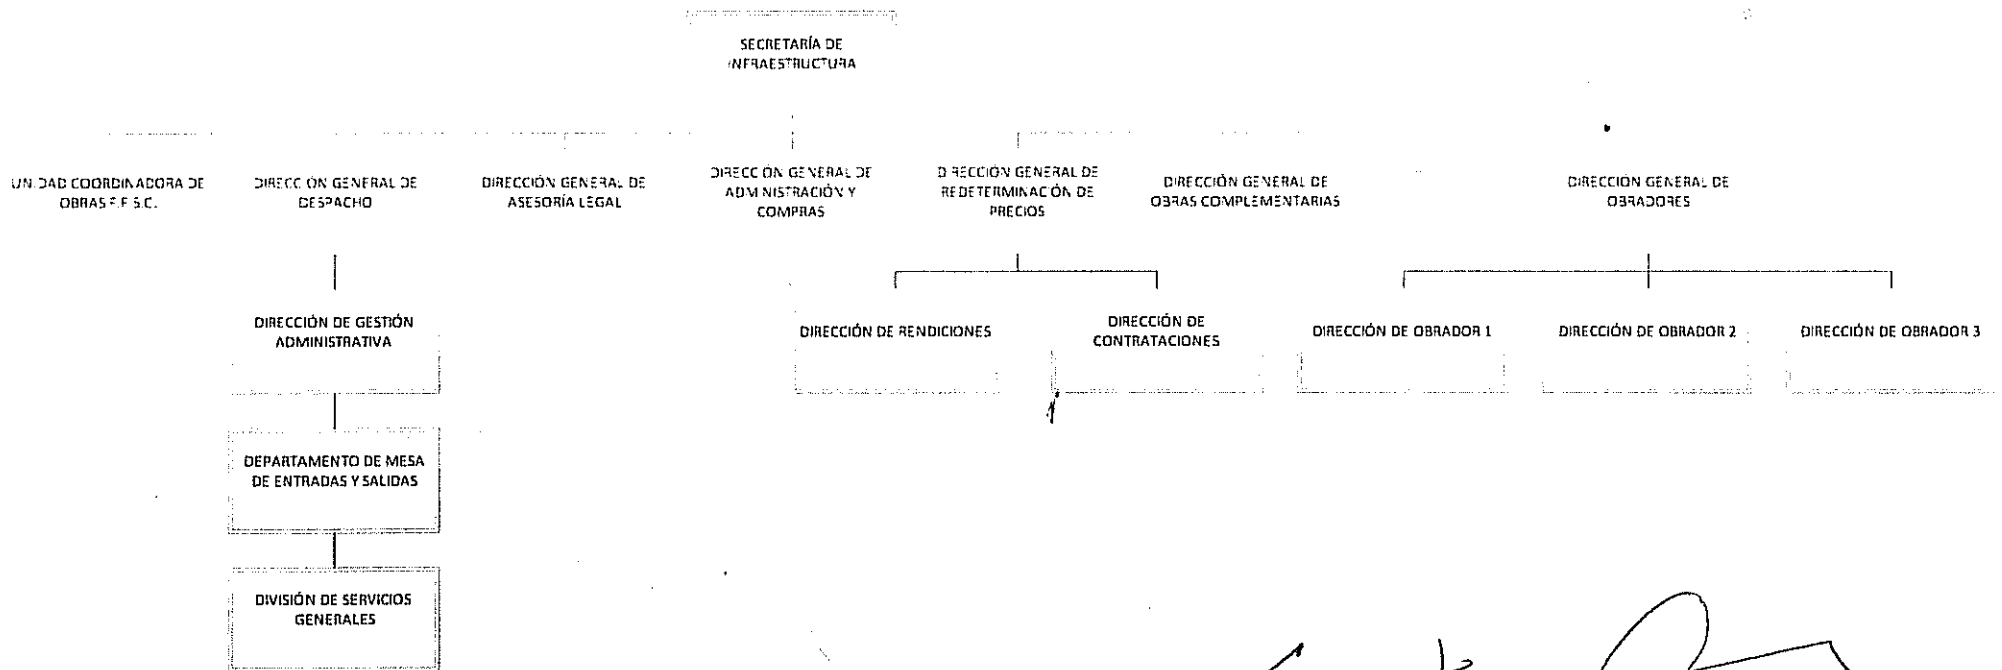 SECRETARÍA DE
INFRAESTRUCTURA
UNIDAD COORDINADORA DE
OBRAS F.F.S.C.
DIRECCIÓN GENERAL DE
DESPACHO
DIRECCIÓN GENERAL DE
ASESORÍA LEGAL
DIRECCIÓN GENERAL DE
ADMINISTRACIÓN Y
COMPRAS
DIRECCIÓN GENERAL DE
REDETERMINACIÓN DE
PRECIOS
DIRECCIÓN GENERAL DE
OBRAS COMPLEMENTARIAS
DIRECCIÓN GENERAL DE
OBRADORES
DIRECCIÓN DE GESTIÓN
ADMINISTRATIVA
DIRECCIÓN DE RENDICIONES
DIRECCIÓN DE
CONTRATACIONES
DIRECCIÓN DE OBRADOR 1
DIRECCIÓN DE OBRADOR 2
DIRECCIÓN DE OBRADOR 3
DEPARTAMENTO DE MESA
DE ENTRADAS Y SALIDAS
DIVISIÓN DE SERVICIOS
GENERALES